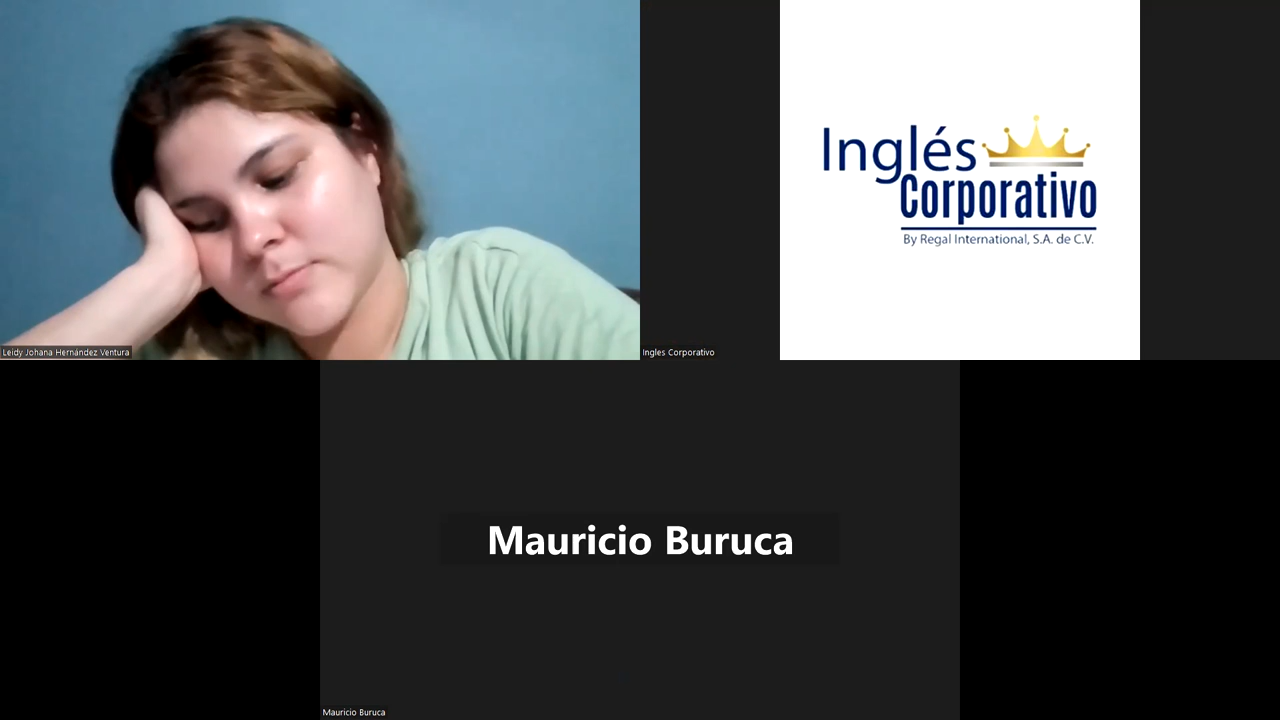 Leidy Johana Hernández Ventura
Inglés
Corporativo
By Regal International, S.A. de C.V.
Ingles Corporativo
Mauricio Buruca
Mauricio Buruca